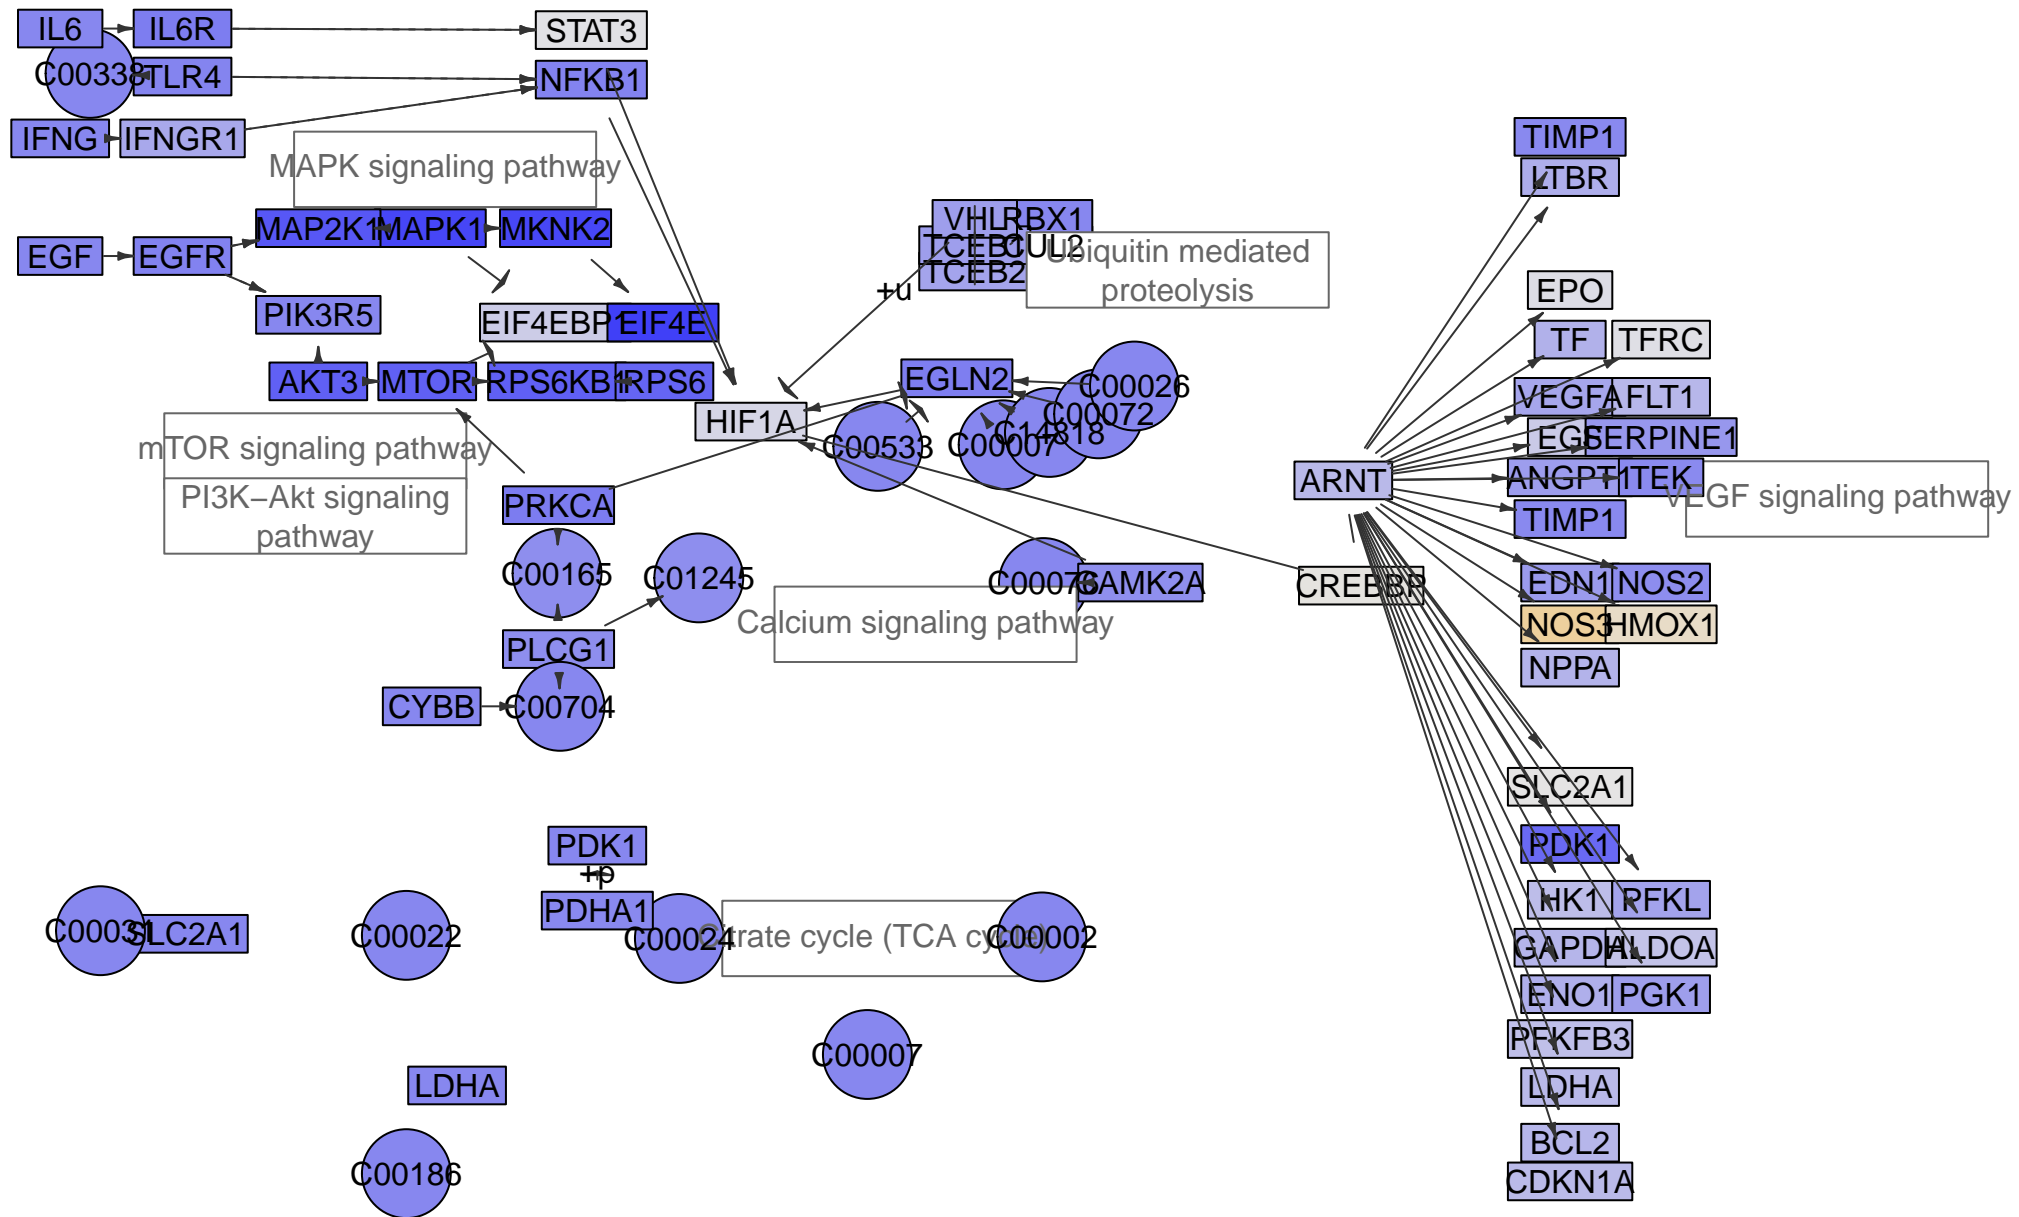 IL6
IL6R
STAT3
C00338
TLR4
NFKB1
IFNG
IFNGR1
MAPK signaling pathway
TIMP1
LTBR
MAP2K1
MAPK1
MKNK2
VHL
RBX1
TCEB1
CUL2
TCEB2
Ubiquitin mediated
proteolysis
EGF
EGFR
+u
EPO
PIK3R5
EIF4EBP1
EIF4E
TF
TFRC
AKT3
MTOR
RPS6KB1
RPS6
EGLN2
C00026
C00072
C14818
C00007
C00533
HIF1A
VEGFA
FLT1
EGF
SERPINE1
mTOR signaling pathway
PI3K–Akt signaling
pathway
ARNT
ANGPT1
TEK
VEGF signaling pathway
PRKCA
TIMP1
C00165
C01245
C00076
CAMK2A
CREBBP
EDN1
NOS2
Calcium signaling pathway
NOS3
HMOX1
PLCG1
NPPA
CYBB
C00704
SLC2A1
PDK1
+p
PDK1
PDHA1
HK1
PFKL
C00031
SLC2A1
C00022
C00024
Citrate cycle (TCA cycle)
C00002
GAPDH
ALDOA
ENO1
PGK1
C00007
PFKFB3
LDHA
LDHA
BCL2
C00186
CDKN1A